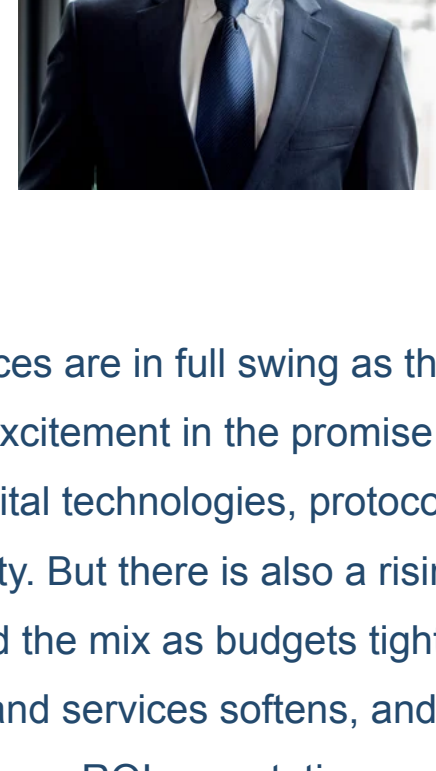 ces are in full swing as th
xcitement in the promise
ital technologies, protoco
ty. But there is also a risi
d the mix as budgets tight
and services softens, and